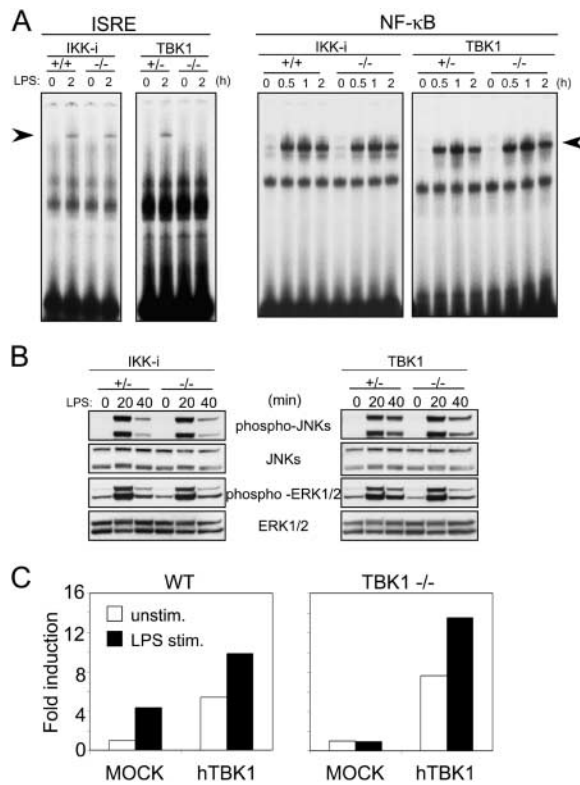 A
ISRE
NF-κB
IKK-i
TBK1
IKK-i
TBK1
+/+ -/- +/- -/- +/+ -/- +/- -/-
LPS: 0 2 0 2 0 2 0 2 (h) 0 0.5 1 2 0 0.5 1 2 (h) 0 0.5 1 2 0 0.5 1 2
(h)
B
IKK-i
TBK1
+/- -/- +/- -/-
LPS: 0 20 40 0 20 40 (min) 0 20 40 0 20 40
phospho-JNKs
JNKs
phospho -ERK1/2
ERK1/2
C
WT
TBK1 -/-
Fold induction
16
12
8
4
0
unstim.
LPS stim.
MOCK hTBK1 MOCK hTBK1